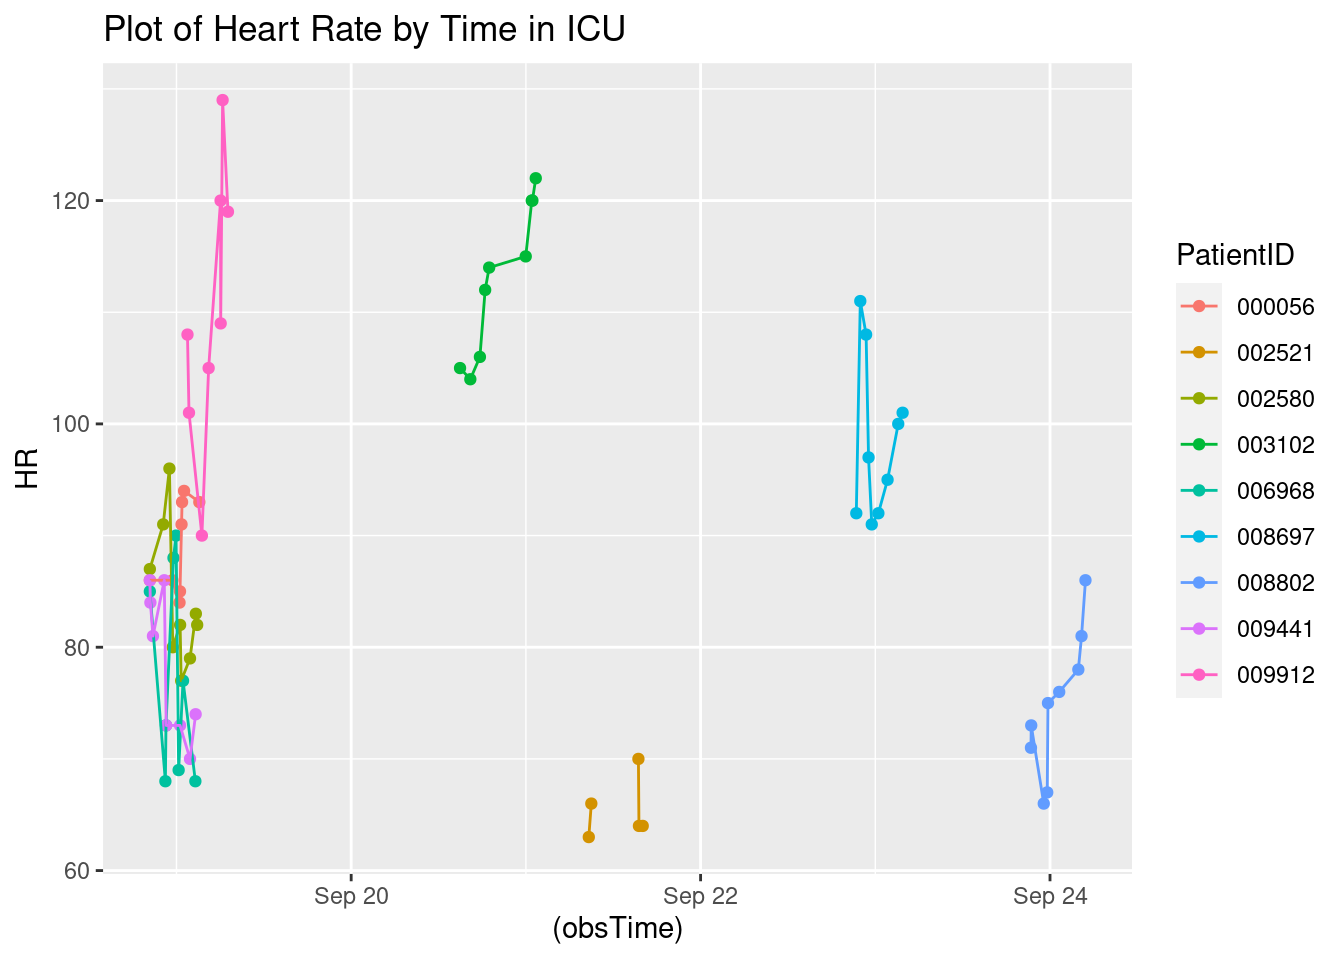 Plot of Heart Rate by Time in ICU
120
100
80
60
HR
Sep 20
Sep 22
Sep 24
(obsTime)
PatientID
000056
002521
002580
003102
006968
008697
008802
009441
009912